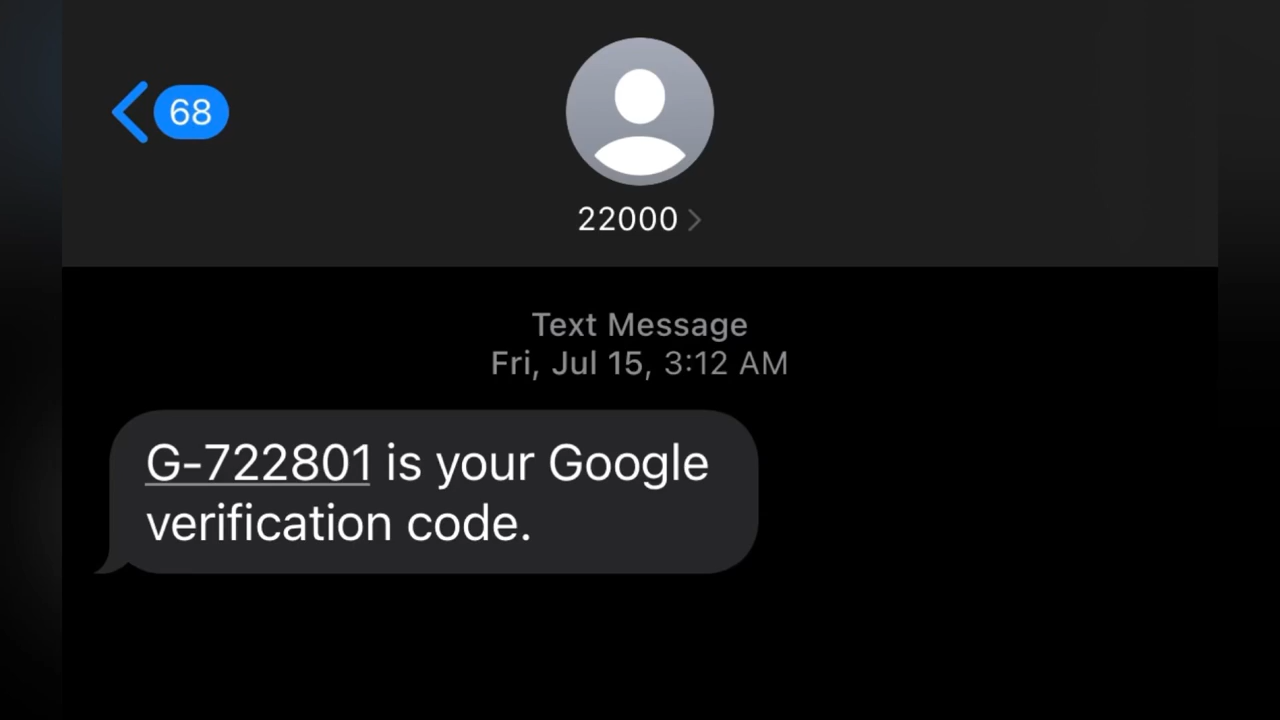 68
22000
Text Message
Fri, Jul 15, 3:12 AM
G-722801 is your Google
verification code.